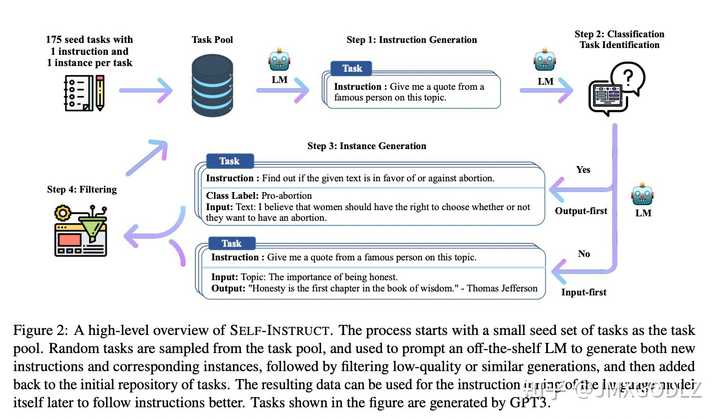 175 seed tasks with
1 instruction and
1 instance per task
Task Pool
Step 1: Instruction Generation
Step 2: Classification
Task Identification
LM
Task
Instruction : Give me a quote from a
famous person on this topic.
LM
Step 3: Instance Generation
Task
Instruction : Find out if the given text is in favor of or against abortion.
Class Label: Pro-abortion
Input: Text: I believe that women should have the right to choose whether or not
they want to have an abortion.
Yes
Output-first
LM
Step 4: Filtering
Task
Instruction : Give me a quote from a famous person on this topic.
Input: Topic: The importance of being honest.
Output: "Honesty is the first chapter in the book of wisdom." - Thomas Jefferson
No
Input-first
Figure 2: A high-level overview of SELF-INSTRUCT. The process starts with a small seed set of tasks as the task
pool. Random tasks are sampled from the task pool, and used to prompt an off-the-shelf LM to generate both new
instructions and corresponding instances, followed by filtering low-quality or similar generations, and then added
back to the initial repository of tasks. The resulting data can be used for the instruction tuning of the language model
itself later to follow instructions better. Tasks shown in the figure are generated by GPT3.
知乎 @JMXGODLZ